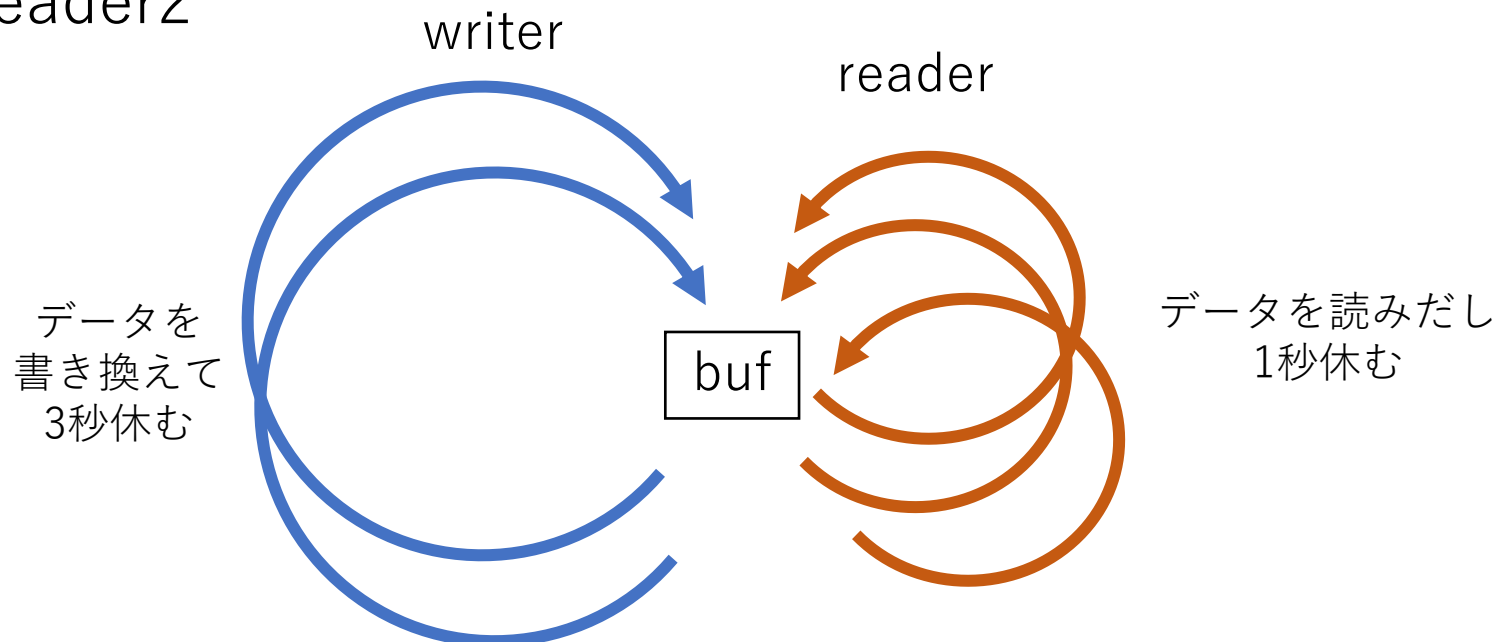 eader2
writer
reader
データを
書き換えて
3秒休む
buf
データを読みだし
1秒休む